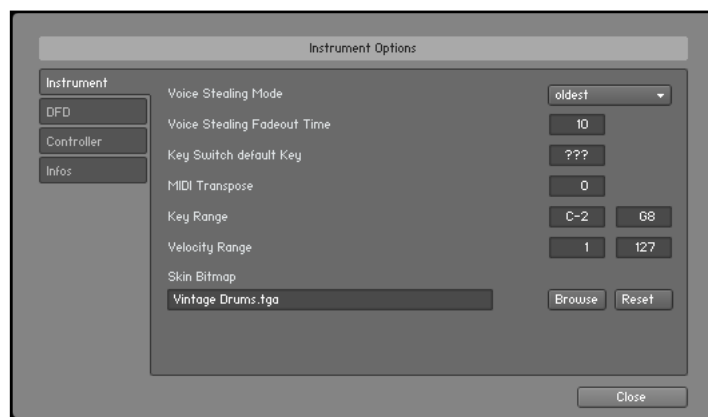 Instrument Options
Instrument
DFD
Controller
Infos
Voice Stealing Mode oldest
Voice Stealing Fadeout Time 10
Key Switch default Key ???
MIDI Transpose 0
Key Range C-2 G8
Velocity Range 1 127
Skin Bitmap
Vintage Drums.tga Browse Reset
Close